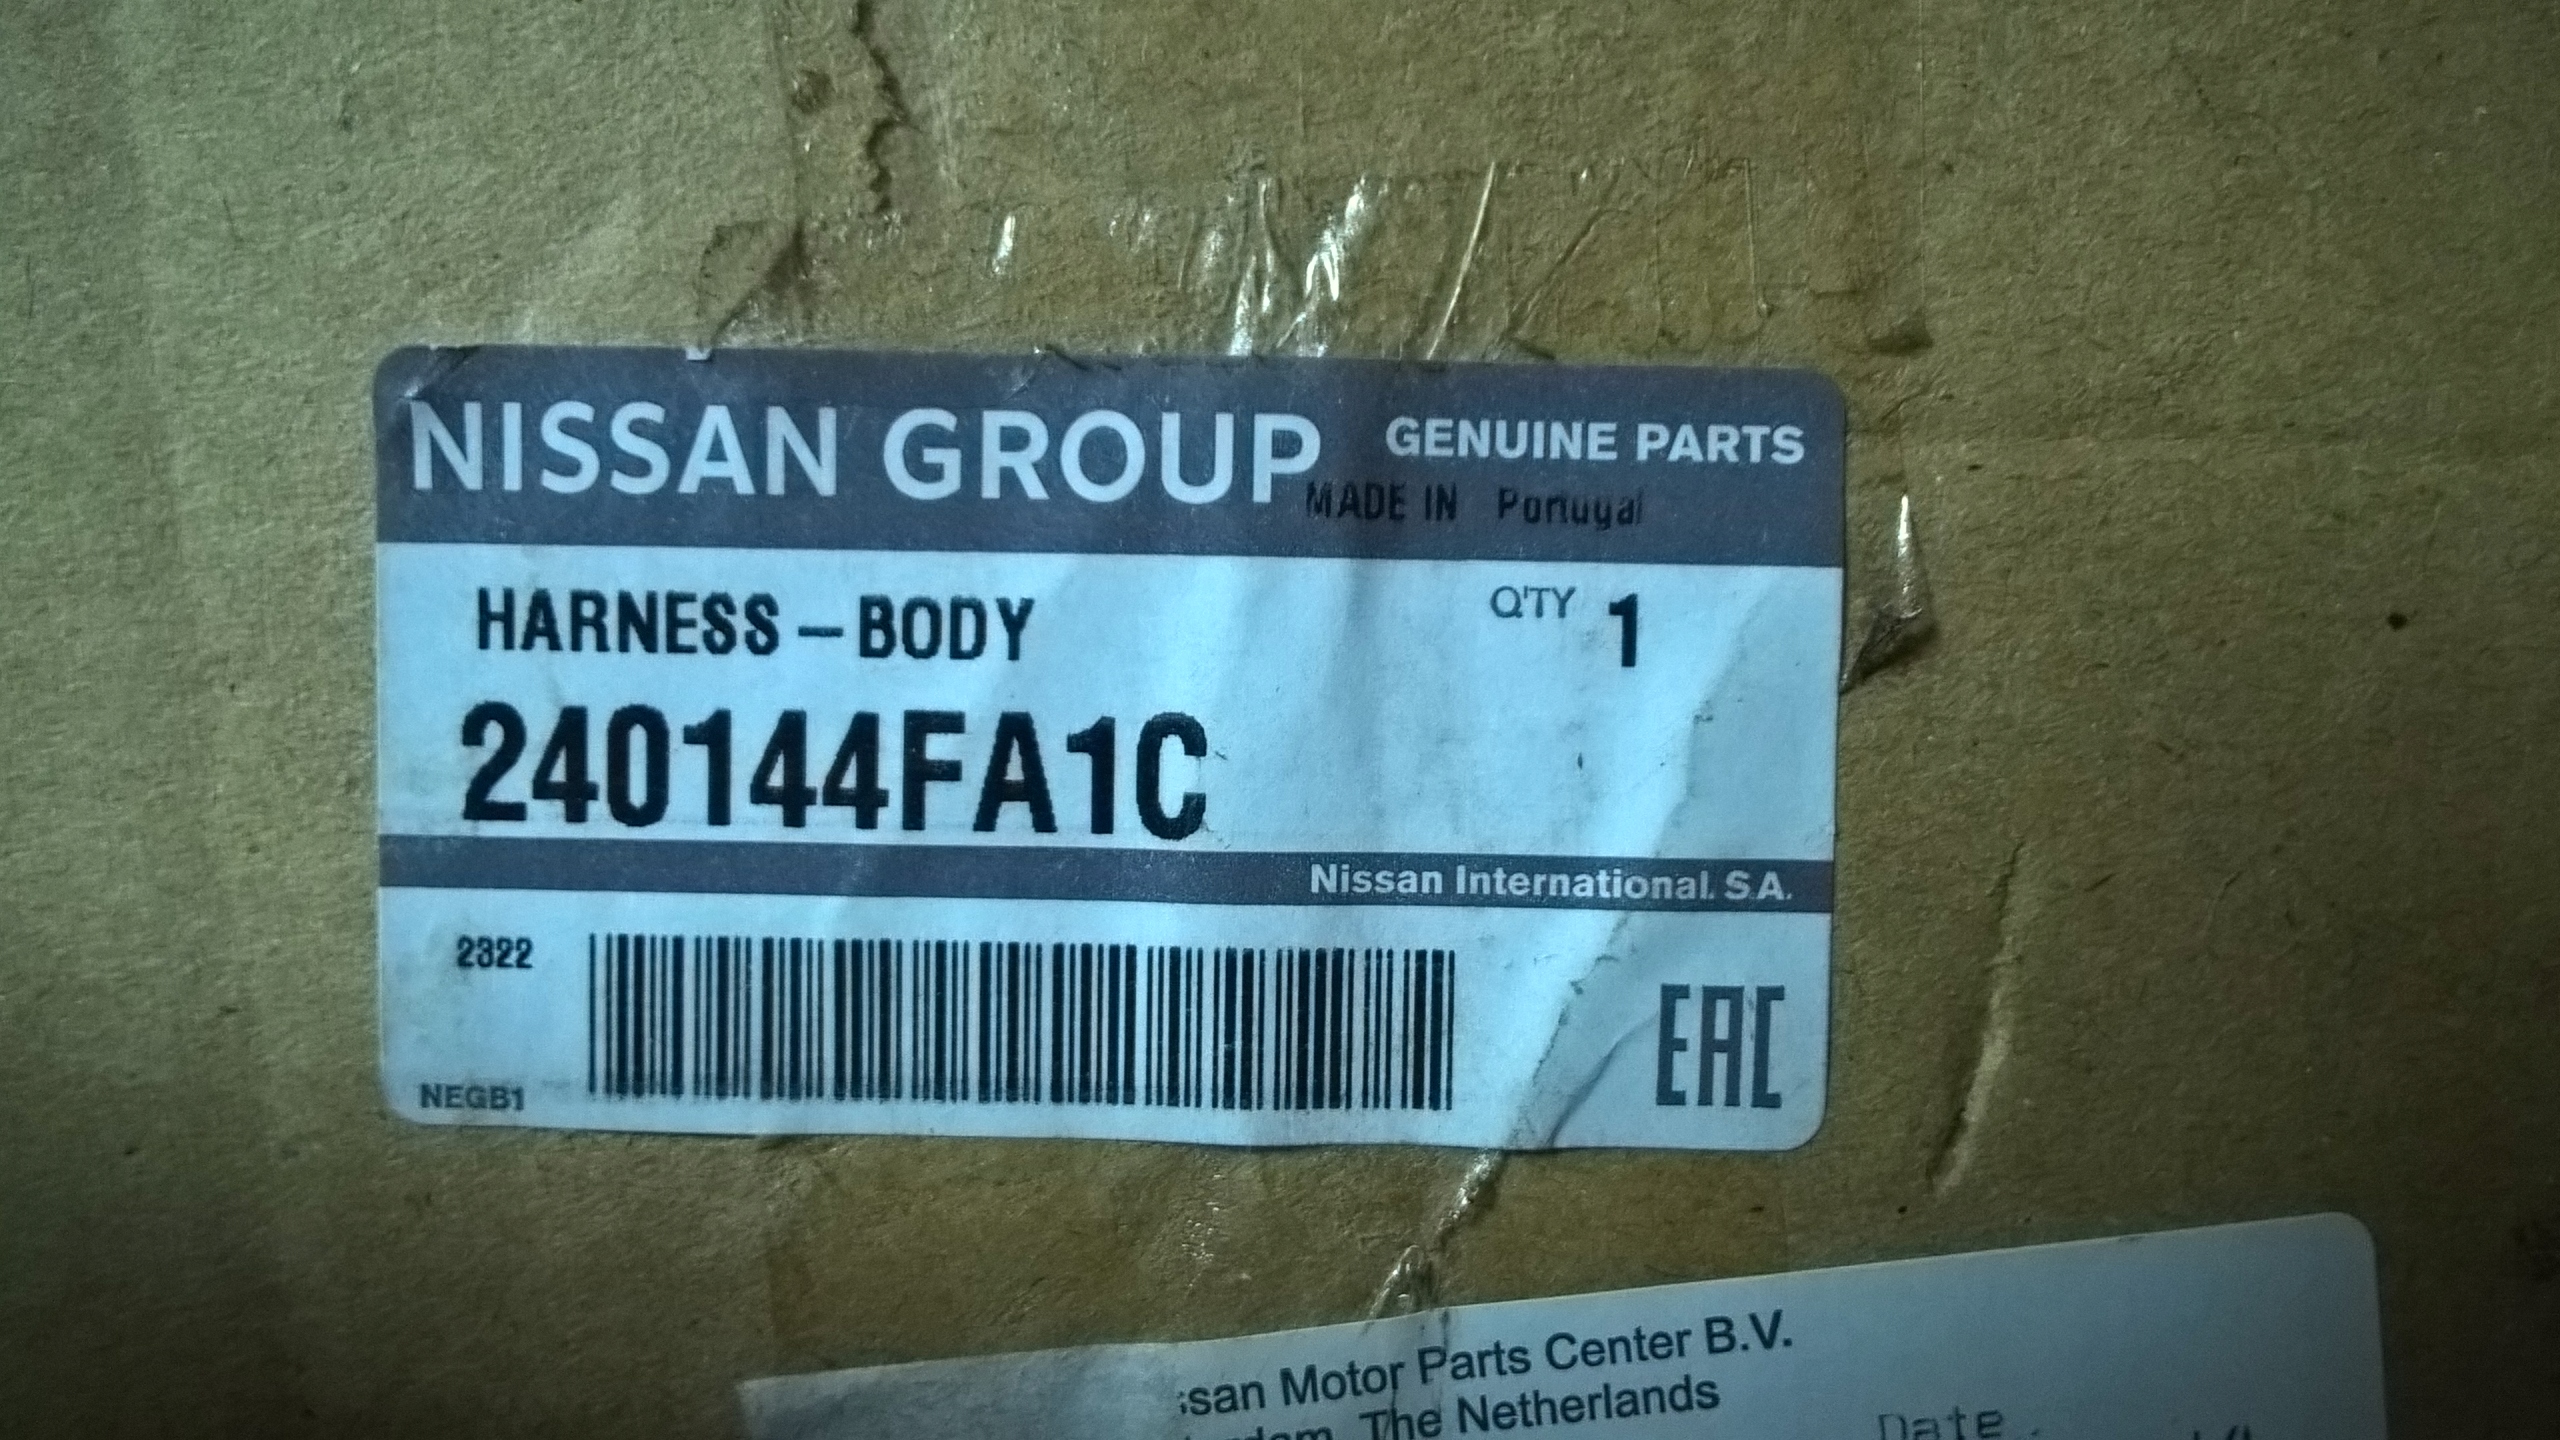 NISSAN GROUP GENUINE PARTS
MADE IN Portugal
HARNESS-BODY Q'TY 1
240144FA1C
Nissan International. S.A.
2322
NEGB1
EAC
Motor Parts Center B.V.
The Netherlands
Date